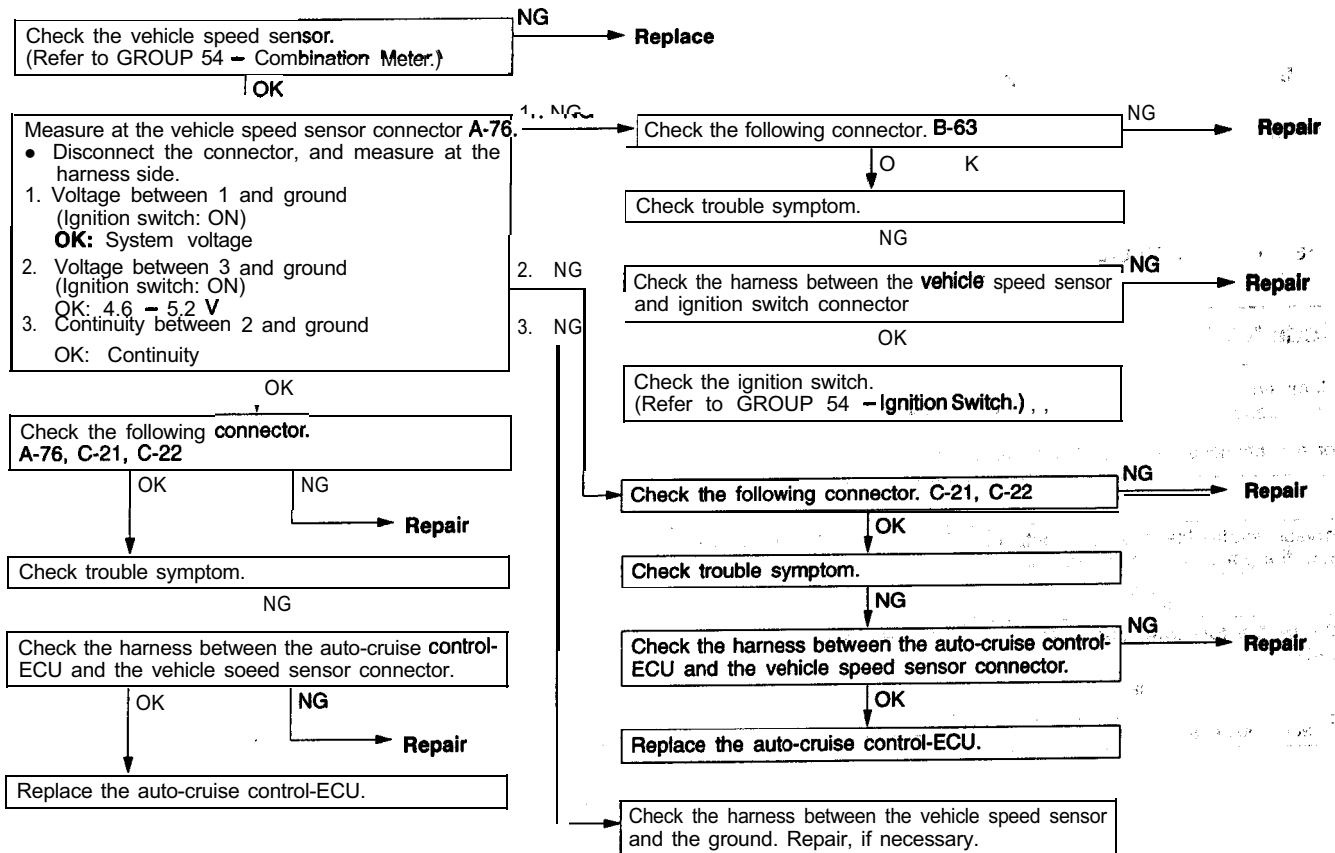 Check the vehicle speed sensor.
(Refer to GROUP 54 – Combination Meter.)
NG
Replace
OK
Measure at the vehicle speed sensor connector A-76.
● Disconnect the connector, and measure at the
harness side.
1. Voltage between 1 and ground
(Ignition switch: ON)
OK: System voltage
2. Voltage between 3 and ground
(Ignition switch: ON)
OK: 4.6 – 5.2 V
3. Continuity between 2 and ground
OK: Continuity
OK
Check the following connector.
A-76, C-21, C-22
OK
NG
Repair
Check trouble symptom.
NG
Check the harness between the auto-cruise control-
ECU and the vehicle soeed sensor connector.
OK
NG
Repair
Replace the auto-cruise control-ECU.
1. NG
Check the following connector. B-63
NG
Repair
O K
Check trouble symptom.
NG
Check the harness between the vehicle speed sensor
and ignition switch connector
NG
Repair
OK
Check the ignition switch.
(Refer to GROUP 54 – Ignition Switch.) , ,
2. NG
Check the following connector. C-21, C-22
NG
Repair
OK
Check trouble symptom.
NG
Check the harness between the auto-cruise control-
ECU and the vehicle speed sensor connector.
NG
Repair
OK
Replace the auto-cruise control-ECU.
3. NG
Check the harness between the vehicle speed sensor
and the ground. Repair, if necessary.